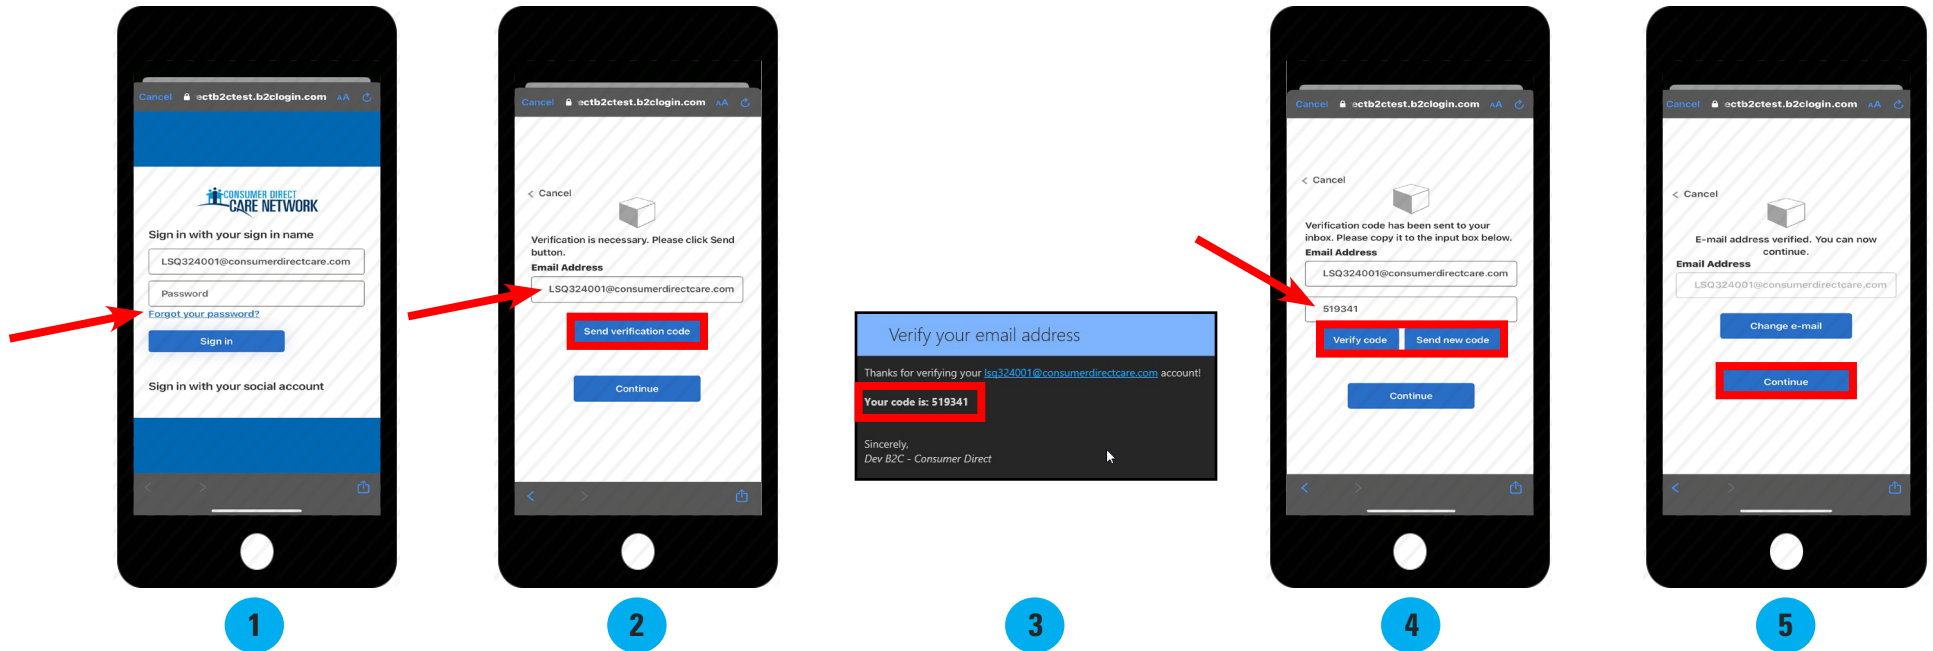 Cancel ectb2ctest.b2clogin.com AA
CONSUMER DIRECT
CARE NETWORK
Sign in with your sign in name
LSQ324001@consumerdirectcare.com
Password
Forgot your password?
Sign in
Sign in with your social account
1
Cancel ectb2ctest.b2clogin.com AA
< Cancel
Verification is necessary. Please click Send
button.
Email Address
LSQ324001@consumerdirectcare.com
Send verification code
Continue
2
Verify your email address
Thanks for verifying your lsq324001@consumerdirectcare.com account!
Your code is: 519341
Sincerely,
Dev B2C - Consumer Direct
3
Cancel ectb2ctest.b2clogin.com AA
< Cancel
Verification code has been sent to your
inbox. Please copy it to the input box below.
Email Address
LSQ324001@consumerdirectcare.com
519341
Verify code Send new code
Continue
4
Cancel ectb2ctest.b2clogin.com AA
< Cancel
E-mail address verified. You can now
continue.
Email Address
LSQ324001@consumerdirectcare.com
Change e-mail
Continue
5